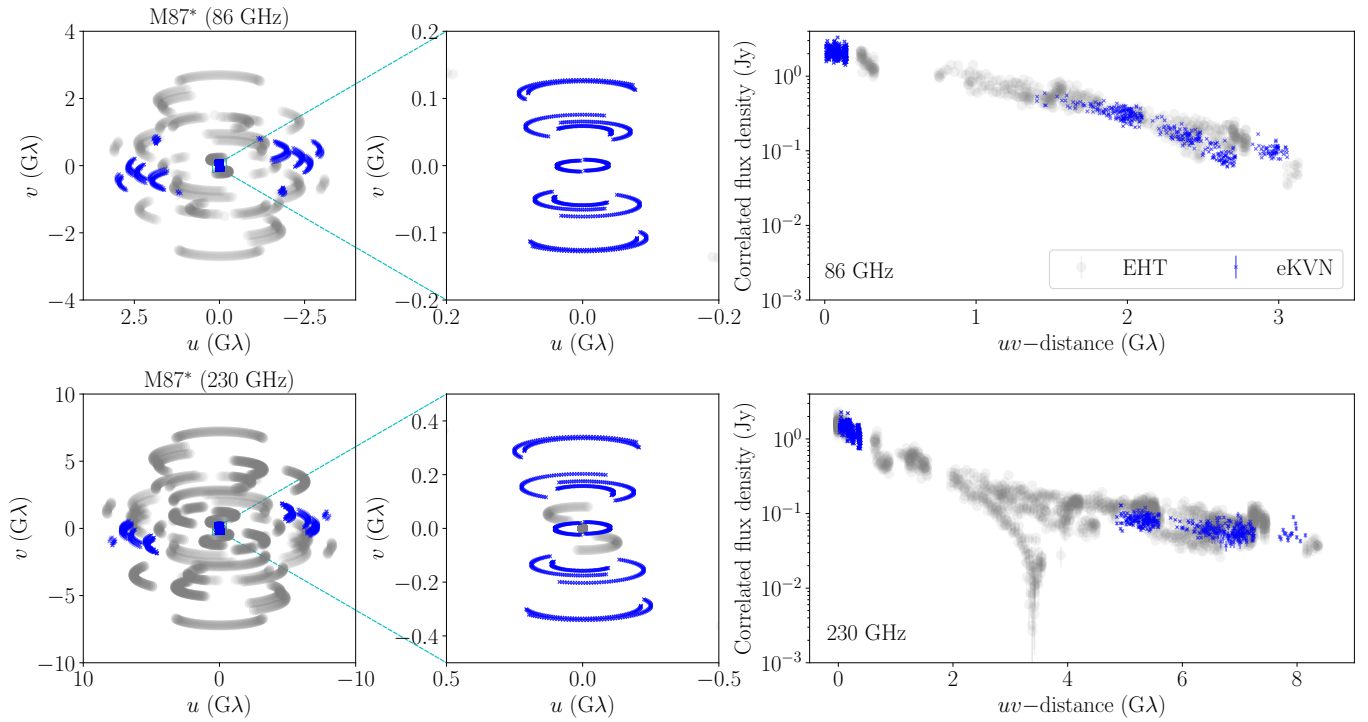 M87* (86 GHz)
v (Gλ)
4
2
0
−2
−4
2.5
0.0
−2.5
u (Gλ)
v (Gλ)
0.2
0.1
0.0
−0.1
−0.2
0.2
0.0
−0.2
u (Gλ)
Correlated flux density (Jy)
10⁰
10⁻¹
10⁻²
10⁻³
86 GHz
EHT
eKVN
0
1
2
3
uv−distance (Gλ)
M87* (230 GHz)
v (Gλ)
10
5
0
−5
−10
10
0
−10
u (Gλ)
v (Gλ)
0.4
0.2
0.0
−0.2
−0.4
0.5
0.0
−0.5
u (Gλ)
Correlated flux density (Jy)
10⁰
10⁻¹
10⁻²
10⁻³
230 GHz
0
2
4
6
8
uv−distance (Gλ)